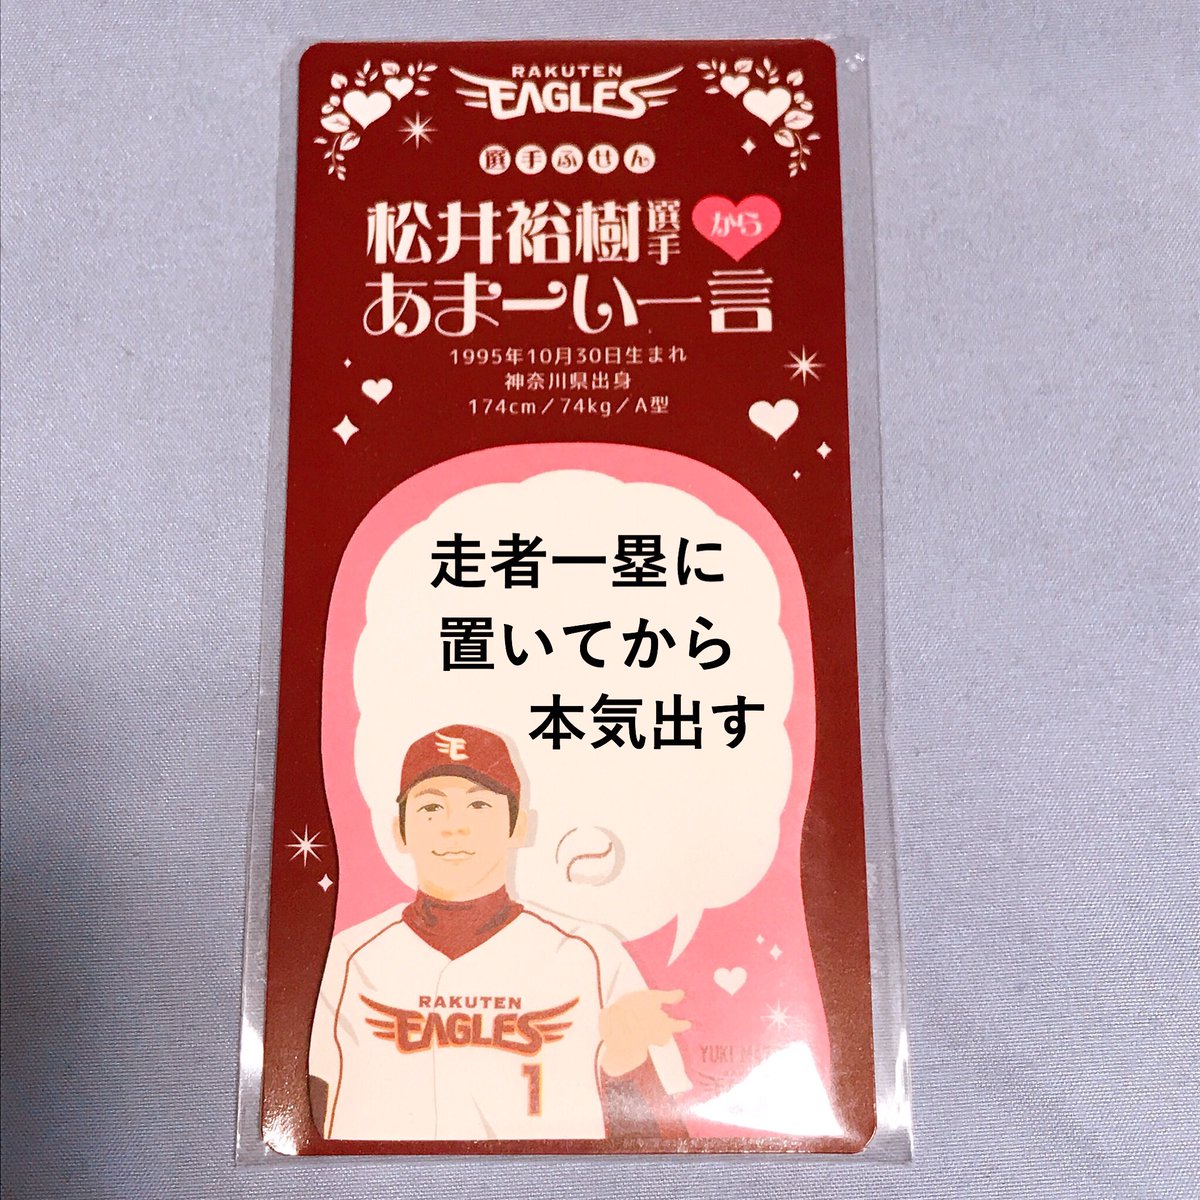 RAKUTEN
EAGLES
選手ふせん
松井裕樹選手から
あまーい一言
1995年10月30日生まれ
神奈川県出身
174cm／74kg／A型
走者一塁に
置いてから
本気出す
E
RAKUTEN
EAGLES
1
YUKI